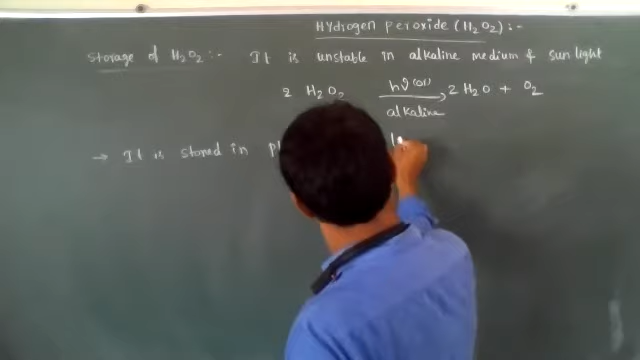 Hydrogen peroxide (H₂O₂):-
Storage of H₂O₂:- It is unstable in alkaline medium & sun light
2 H₂O₂ hϑ (or) → 2 H₂O + O₂
alkaline
→ It is stored in